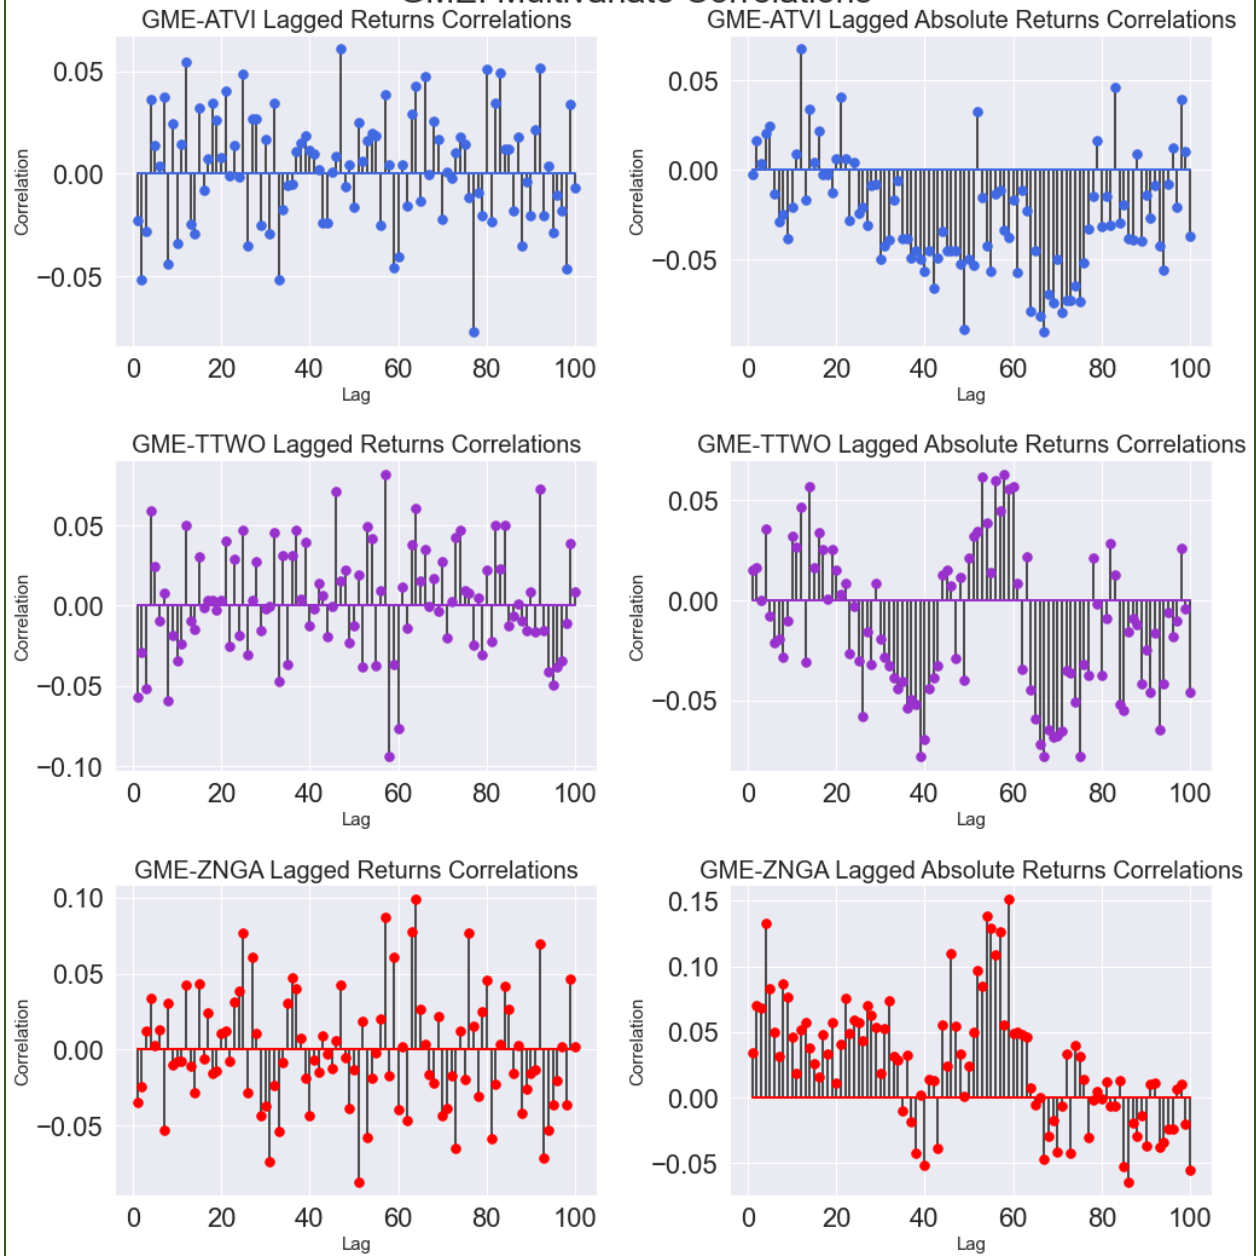 GME: Multivariate Correlations
GME-ATVI Lagged Returns Correlations
0.05
0.00
−0.05
Correlation
0 20 40 60 80 100
Lag
GME-ATVI Lagged Absolute Returns Correlations
0.05
0.00
−0.05
Correlation
0 20 40 60 80 100
Lag
GME-TTWO Lagged Returns Correlations
0.05
0.00
−0.05
−0.10
Correlation
0 20 40 60 80 100
Lag
GME-TTWO Lagged Absolute Returns Correlations
0.05
0.00
−0.05
Correlation
0 20 40 60 80 100
Lag
GME-ZNGA Lagged Returns Correlations
0.10
0.05
0.00
−0.05
Correlation
0 20 40 60 80 100
Lag
GME-ZNGA Lagged Absolute Returns Correlations
0.15
0.10
0.05
0.00
−0.05
Correlation
0 20 40 60 80 100
Lag